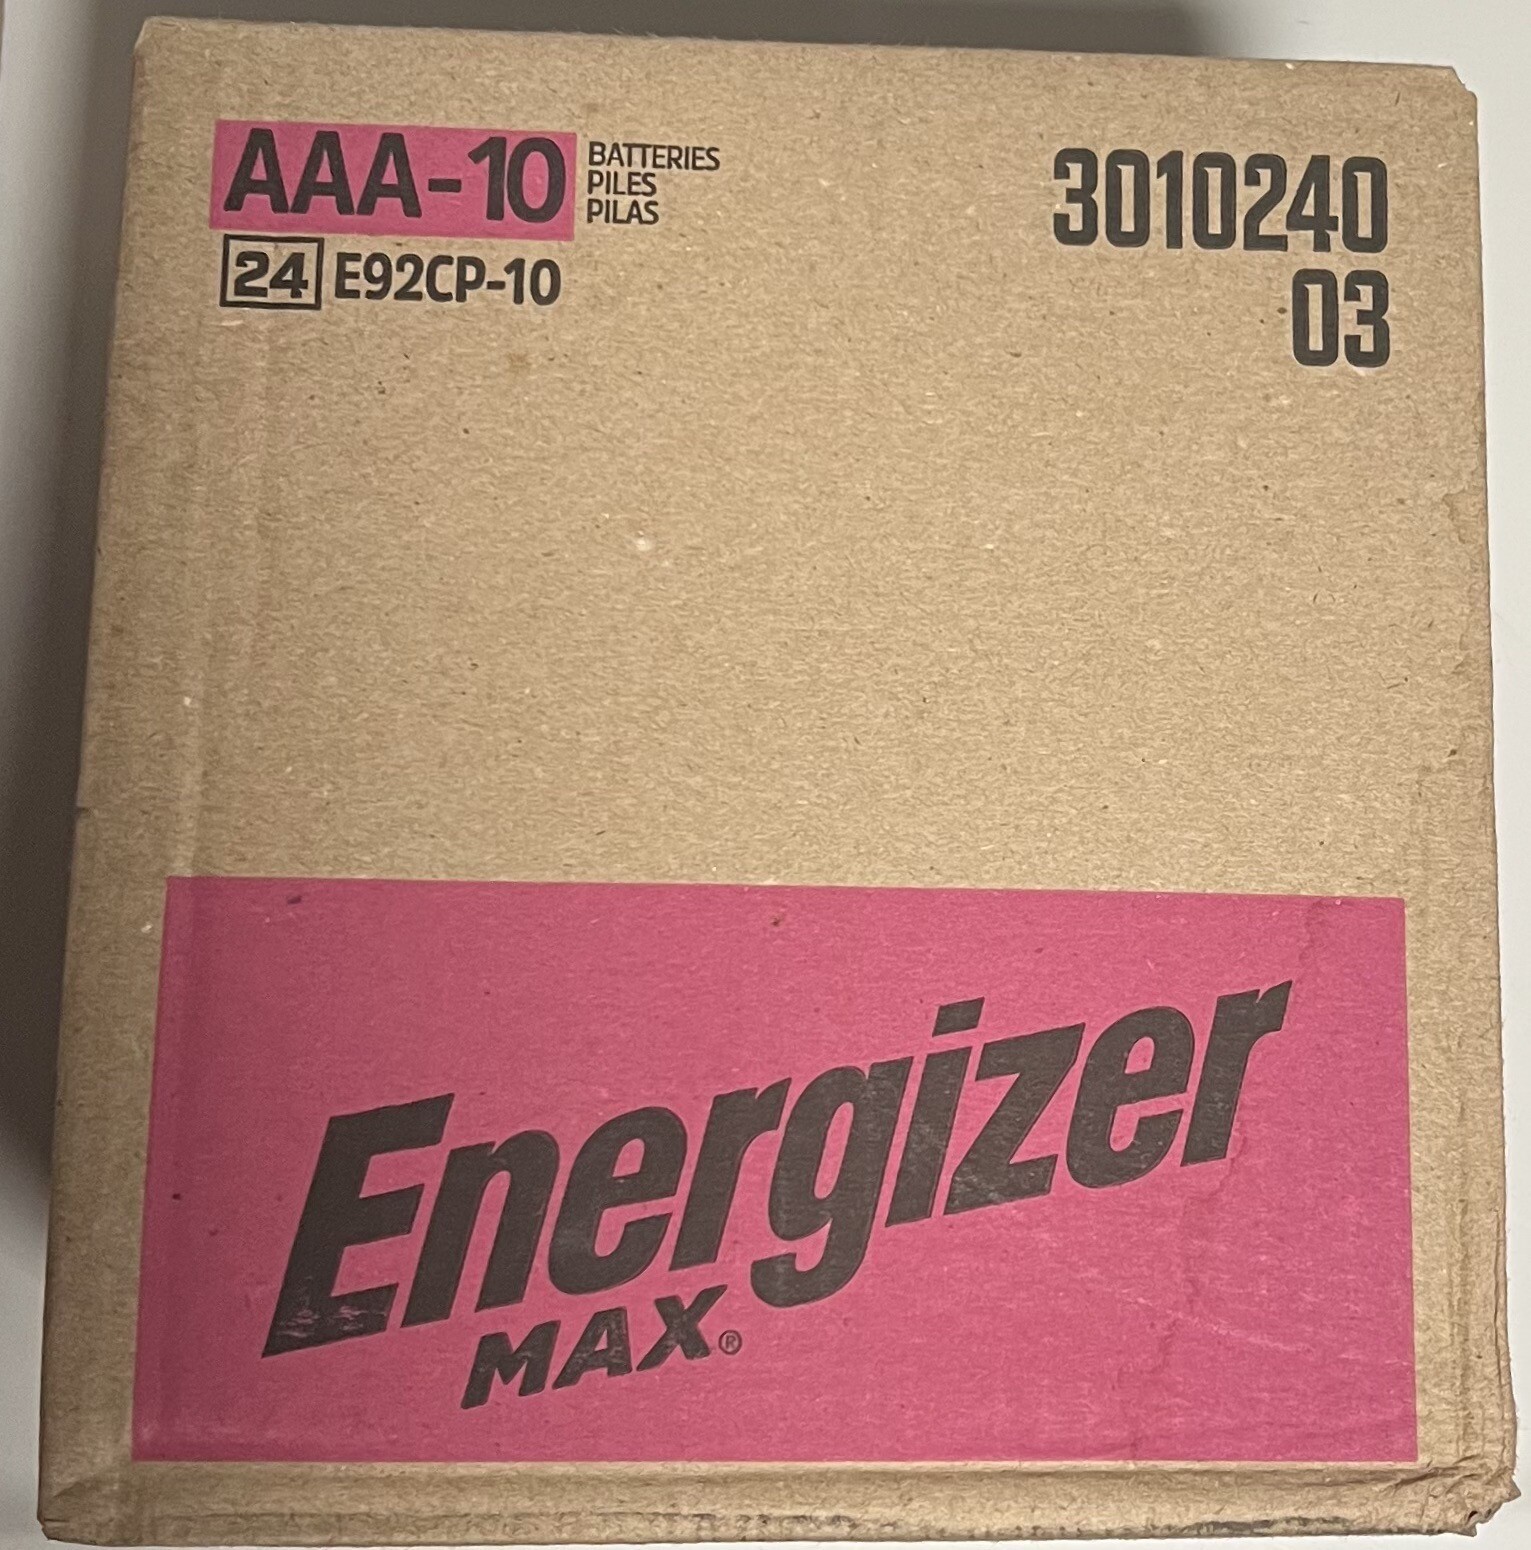 AAA-10
BATTERIES
PILES
PILAS
24 E92CP-10
3010240
03
Energizer
MAX®